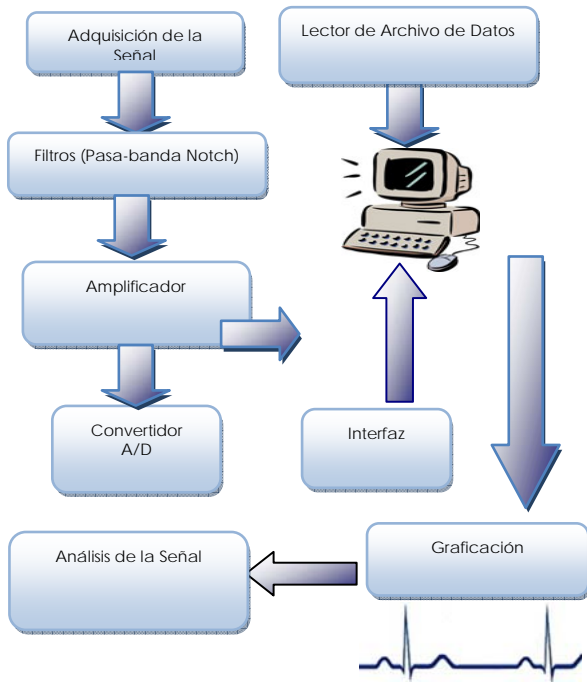 Adquisición de la
Señal
Lector de Archivo de Datos
Filtros (Pasa-banda Notch)
Amplificador
Convertidor
A/D
Interfaz
Graficación
Análisis de la Señal